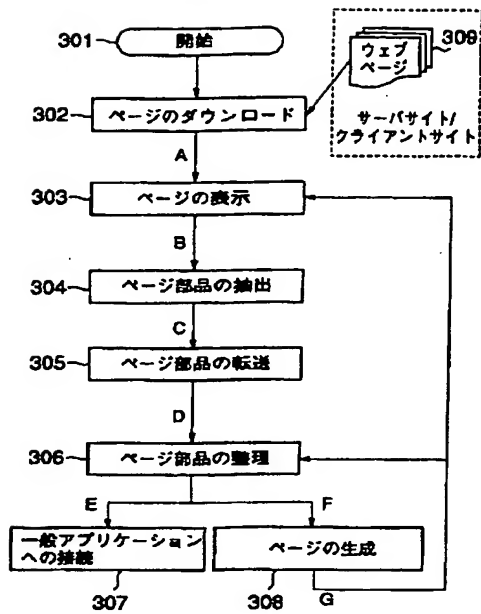 301
開始
ウェブ
ページ
309
サーバサイト/
クライアントサイト
302
ページのダウンロード
A
303
ページの表示
B
304
ページ部品の抽出
C
305
ページ部品の転送
D
306
ページ部品の整理
E
F
一般アプリケーション
への接続
ページの生成
307
308
G